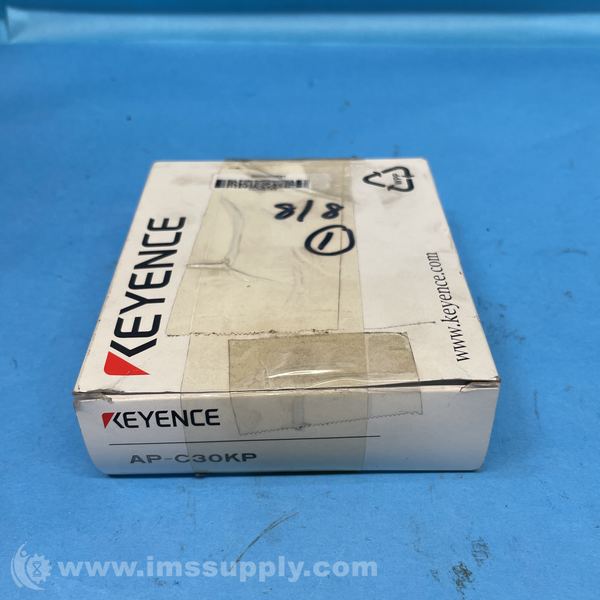 8/8
1
KEYENCE
www.keyence.com
KEYENCE
AP-C30KP
www.imssupply.com